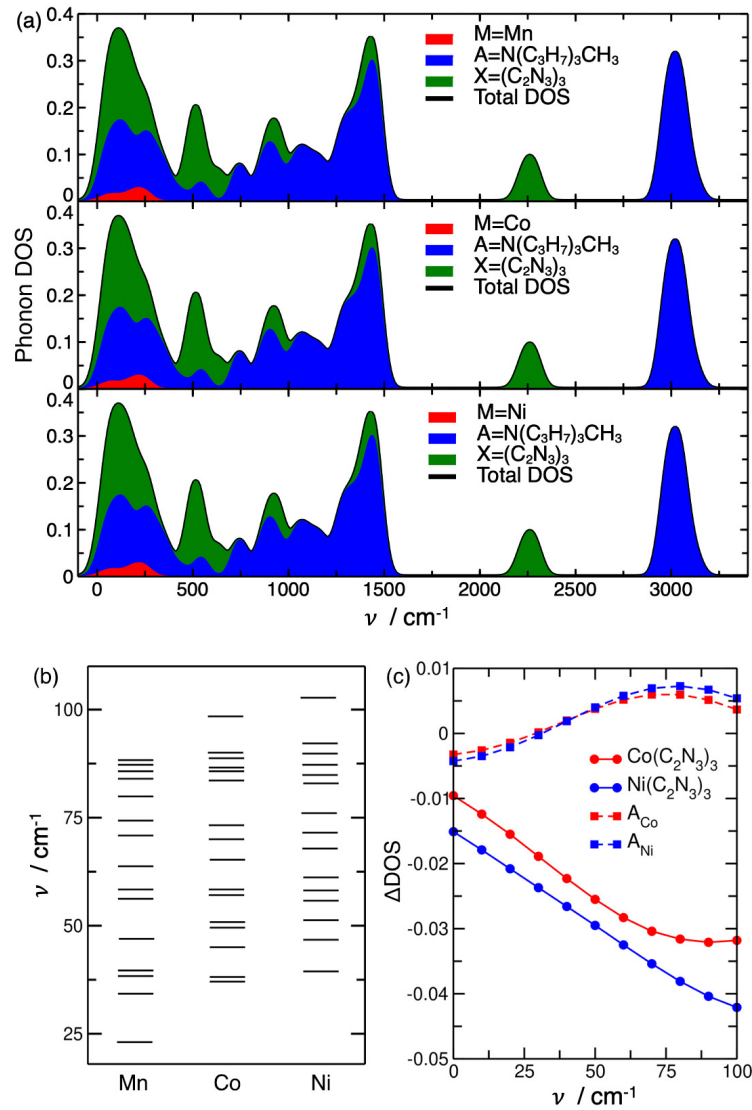 (a)
0.4
0.3
0.2
0.1
0
M=Mn
A=N(C₃H₇)₃CH₃
X=(C₂N₃)₃
Total DOS
Phonon DOS
0.4
0.3
0.2
0.1
0
M=Co
A=N(C₃H₇)₃CH₃
X=(C₂N₃)₃
Total DOS
0.4
0.3
0.2
0.1
0
M=Ni
A=N(C₃H₇)₃CH₃
X=(C₂N₃)₃
Total DOS
0 500 1000 1500 2000 2500 3000
ν / cm⁻¹
(b)
100
75
50
25
ν / cm⁻¹
Mn Co Ni
(c)
0.01
0
-0.01
-0.02
-0.03
-0.04
-0.05
ΔDOS
Co(C₂N₃)₃
Ni(C₂N₃)₃
A_Co
A_Ni
0 25 50 75 100
ν / cm⁻¹